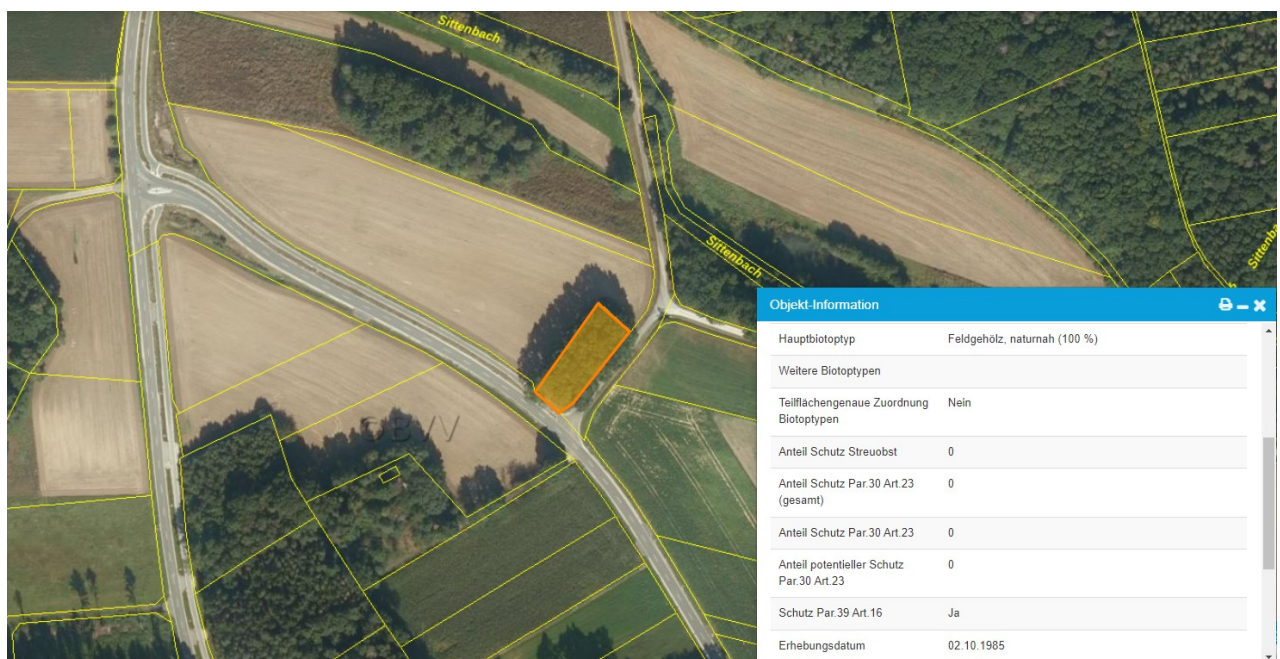 Sittenbach
Sittenbach
Sittenba
©BVV
Objekt-Information
Hauptbiotoptyp Feldgehölz, naturnah (100 %)
Weitere Biotoptypen
Teilflächengenaue Zuordnung Nein
Biotoptypen
Anteil Schutz Streuobst 0
Anteil Schutz Par.30 Art.23 0
(gesamt)
Anteil Schutz Par.30 Art.23 0
Anteil potentieller Schutz 0
Par.30 Art.23
Schutz Par.39 Art.16 Ja
Erhebungsdatum 02.10.1985